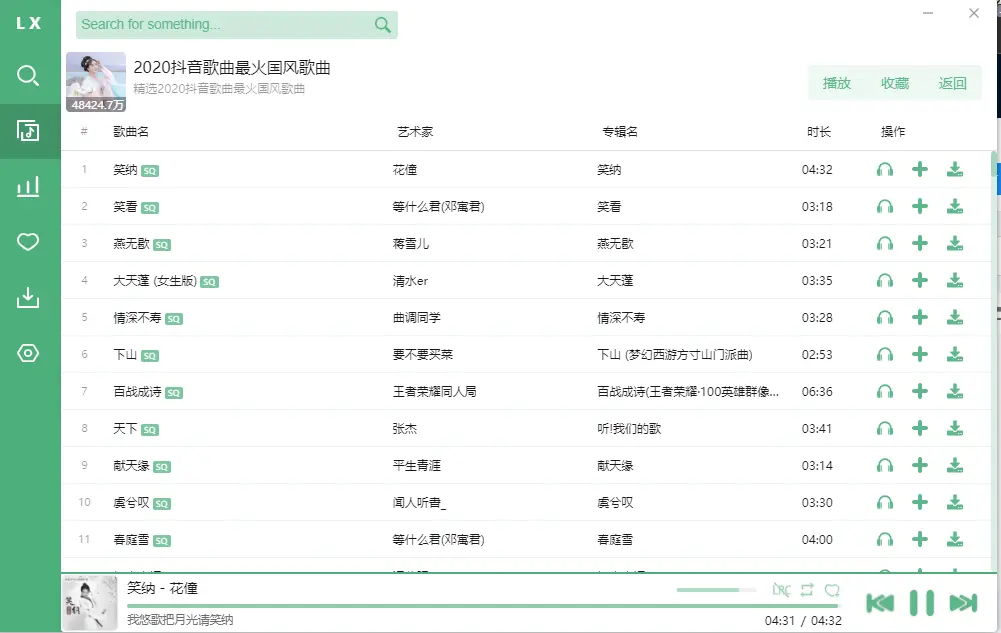 LX
Search for something...
2020抖音歌曲最火国风歌曲
精选2020抖音歌曲最火国风歌曲
48424.7万
播放 收藏 返回
# 歌曲名 艺术家 专辑名 时长 操作
1 笑纳 SQ 花僮 笑纳 04:32
2 笑看 SQ 等什么君(邓寓君) 笑看 03:18
3 燕无歇 SQ 蒋雪儿 燕无歇 03:21
4 大天蓬 (女生版) SQ 清水er 大天蓬 03:35
5 情深不寿 SQ 曲调同学 情深不寿 03:28
6 下山 SQ 要不要买菜 下山 (梦幻西游方寸山门派曲) 02:53
7 百战成诗 SQ 王者荣耀同人局 百战成诗(王者荣耀·100英雄群像... 06:36
8 天下 SQ 张杰 听!我们的歌 03:41
9 献天缘 SQ 平生青涯 献天缘 03:14
10 虞兮叹 SQ 闻人听書_ 虞兮叹 03:30
11 春庭雪 SQ 等什么君(邓寓君) 春庭雪 04:00
笑纳 - 花僮
我悠歌把月光请笑纳
04:31 / 04:32